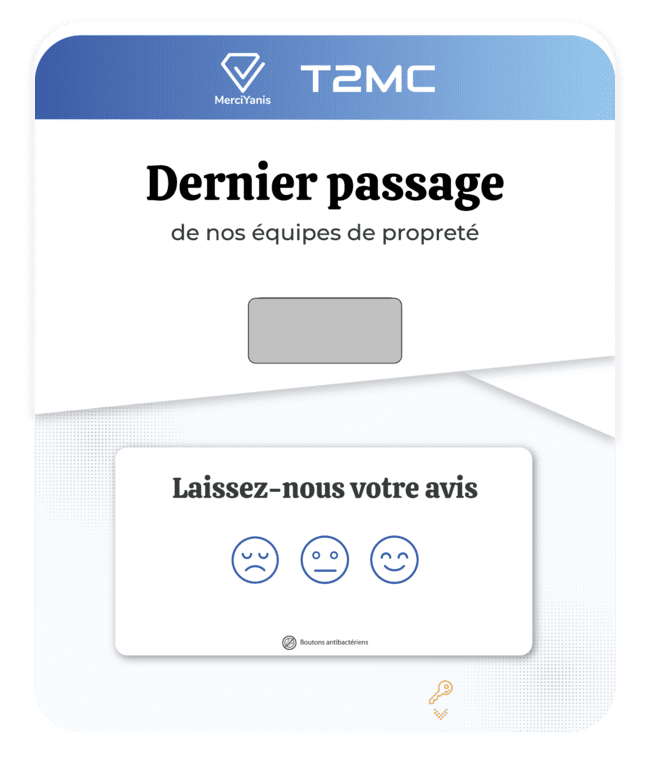 MerciYanis
T2MC
Dernier passage
de nos équipes de propreté
Laissez-nous votre avis
Boutons antibactériens